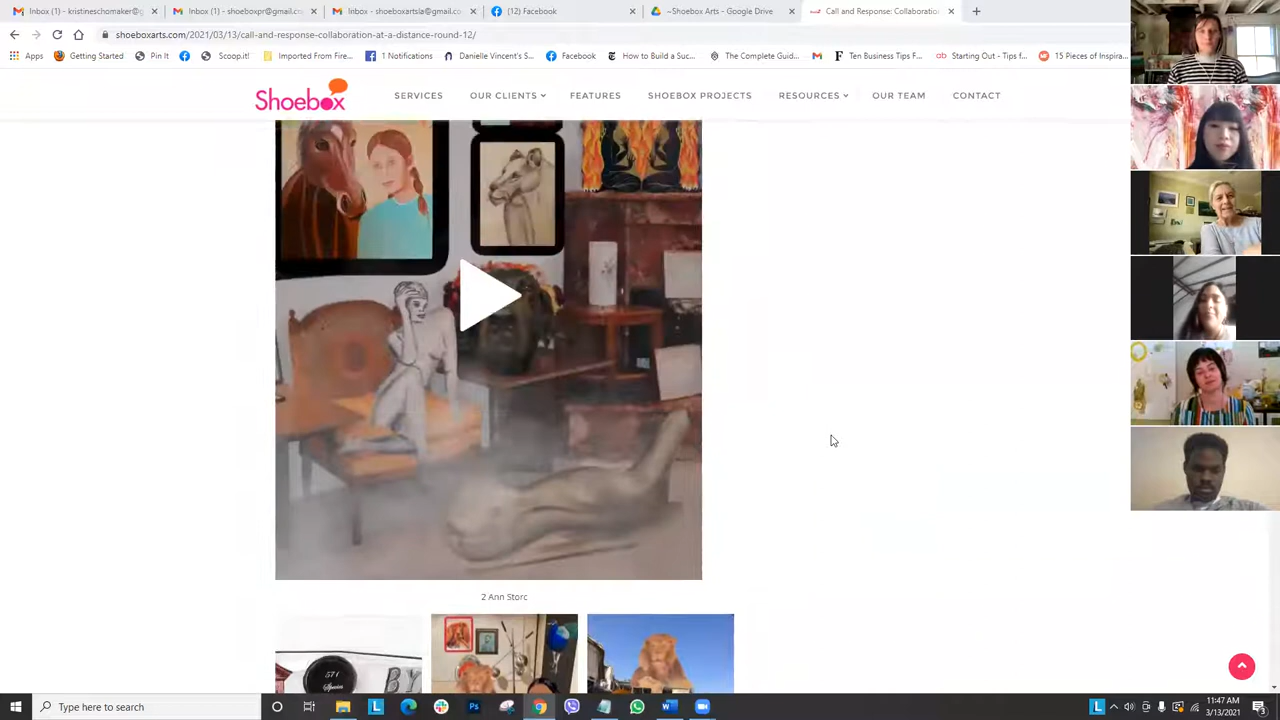 Inbox (1) - kristineschomaker@g
Inbox (1) - shoeboxpr@gmail.c
Inbox - shoeboxartsla@gmail.co
(12) Facebook
~Shoebox Arts - Google Drive
Call and Response: Collaboratio
shoeboxarts.com/2021/03/13/call-and-response-collaboration-at-a-distance-round-12/
Apps
Getting Started
Pin It
Scoop.it!
Imported From Fire...
1 Notifications
Danielle Vincent's S...
Facebook
How to Build a Suc...
The Complete Guid...
Ten Business Tips F...
Starting Out - Tips f...
15 Pieces of Inspira...
Shoebox
SERVICES
OUR CLIENTS
FEATURES
SHOEBOX PROJECTS
RESOURCES
OUR TEAM
CONTACT
2 Ann Storc
571
Species
BY
Type here to search
11:47 AM
3/13/2021